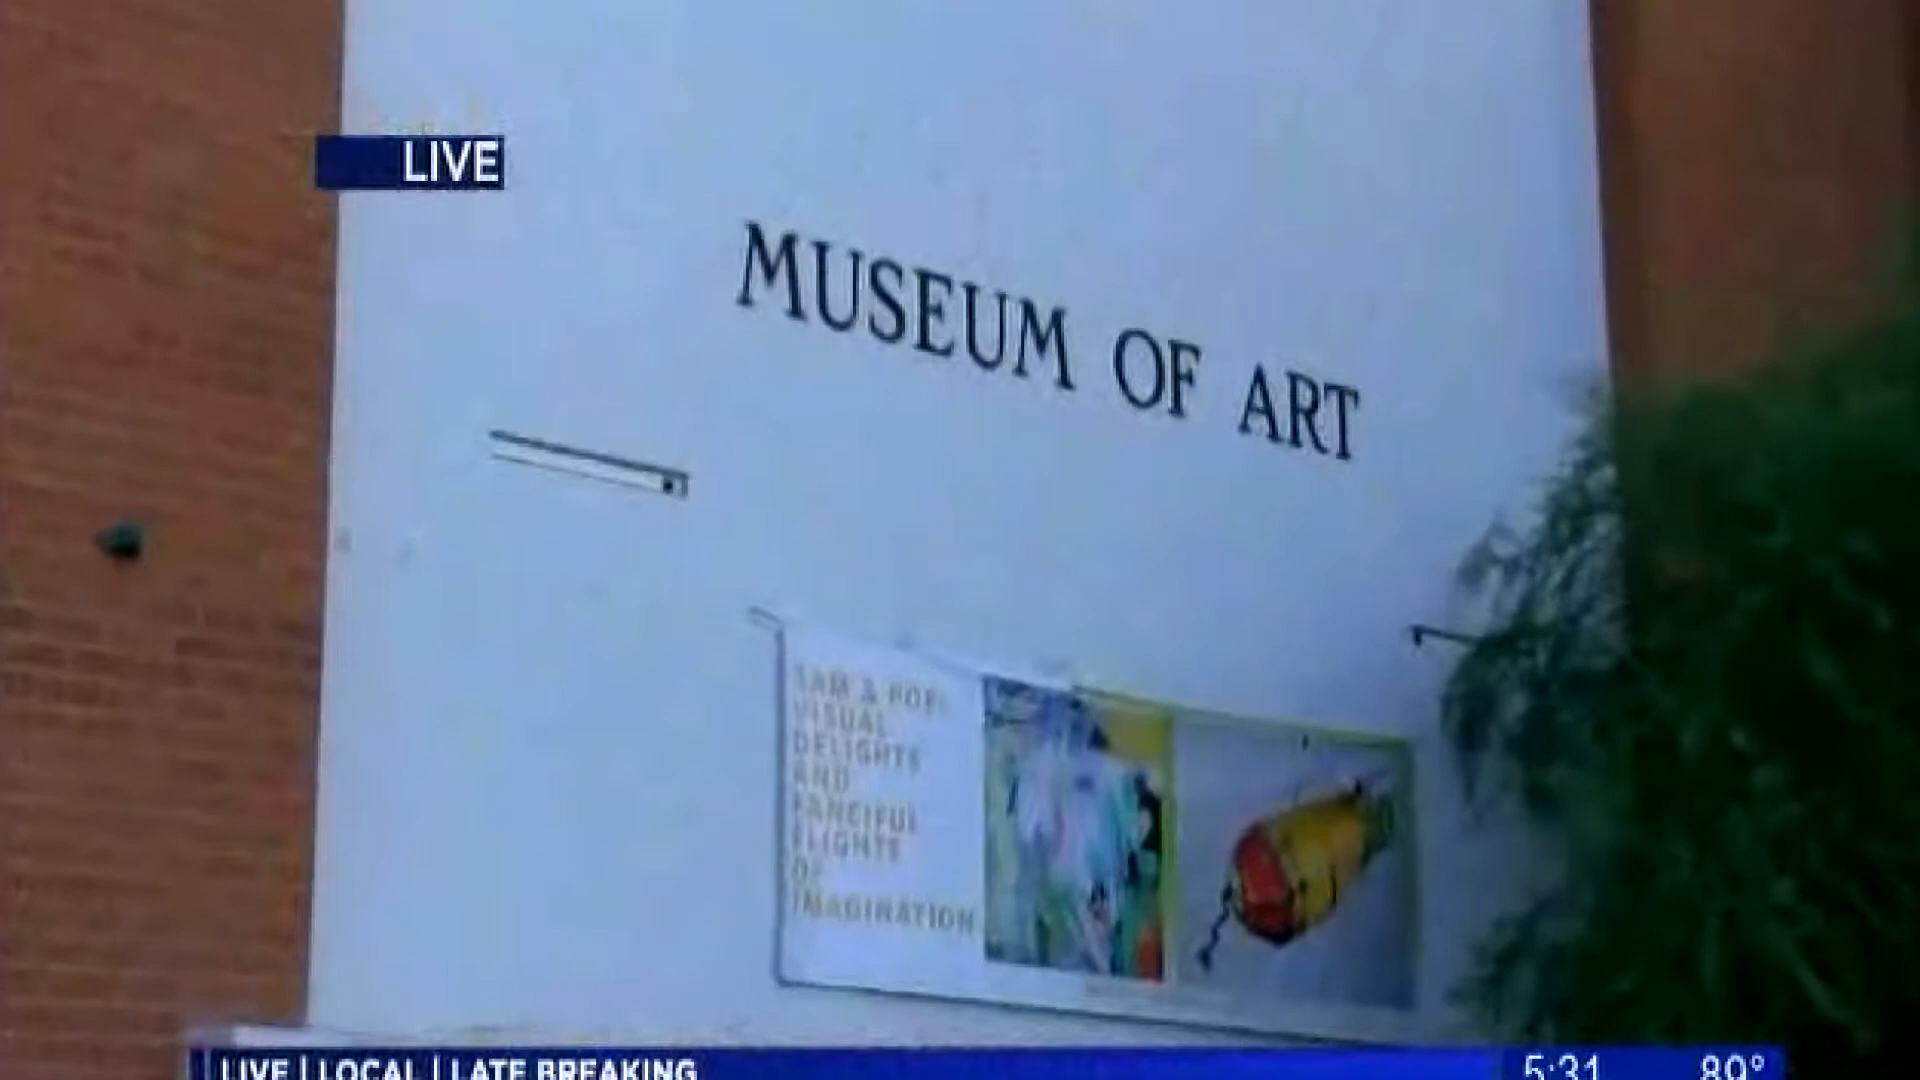 LIVE
MUSEUM OF ART
SAM & POP:
VISUAL
DELIGHTS
AND
FANCIFUL
FLIGHTS
OF
IMAGINATION
LIVE | LOCAL | LATE BREAKING
5:31 89°